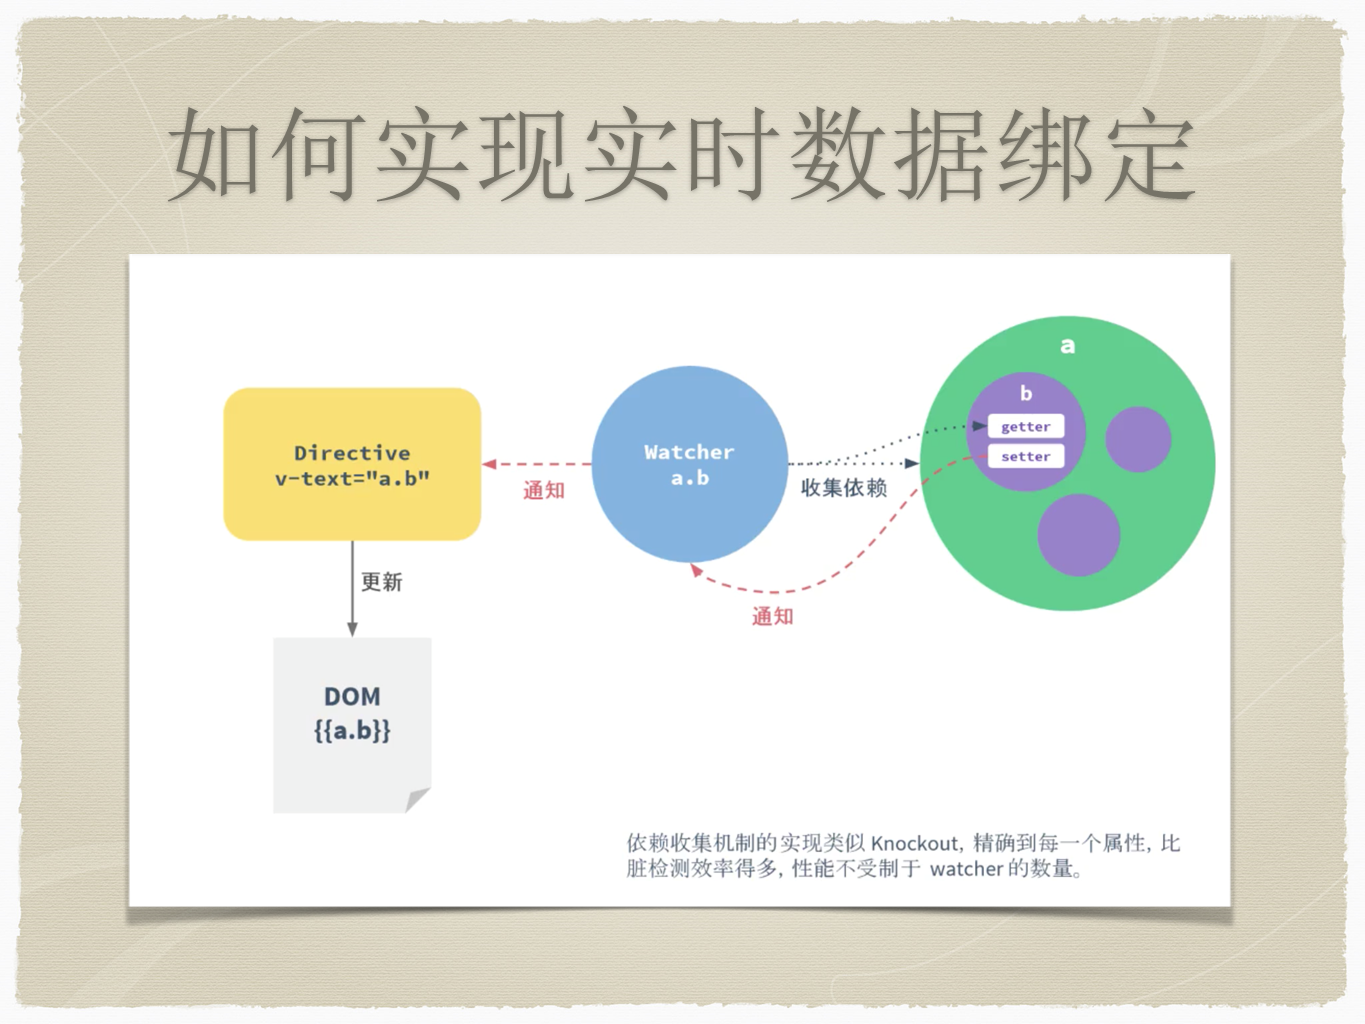 如何实现实时数据绑定
a
b
getter
setter
Directive
v-text="a.b"
Watcher
a.b
通知
收集依赖
更新
通知
DOM
{{a.b}}
依赖收集机制的实现类似 Knockout, 精确到每一个属性, 比
脏检测效率得多, 性能不受制于 watcher 的数量。